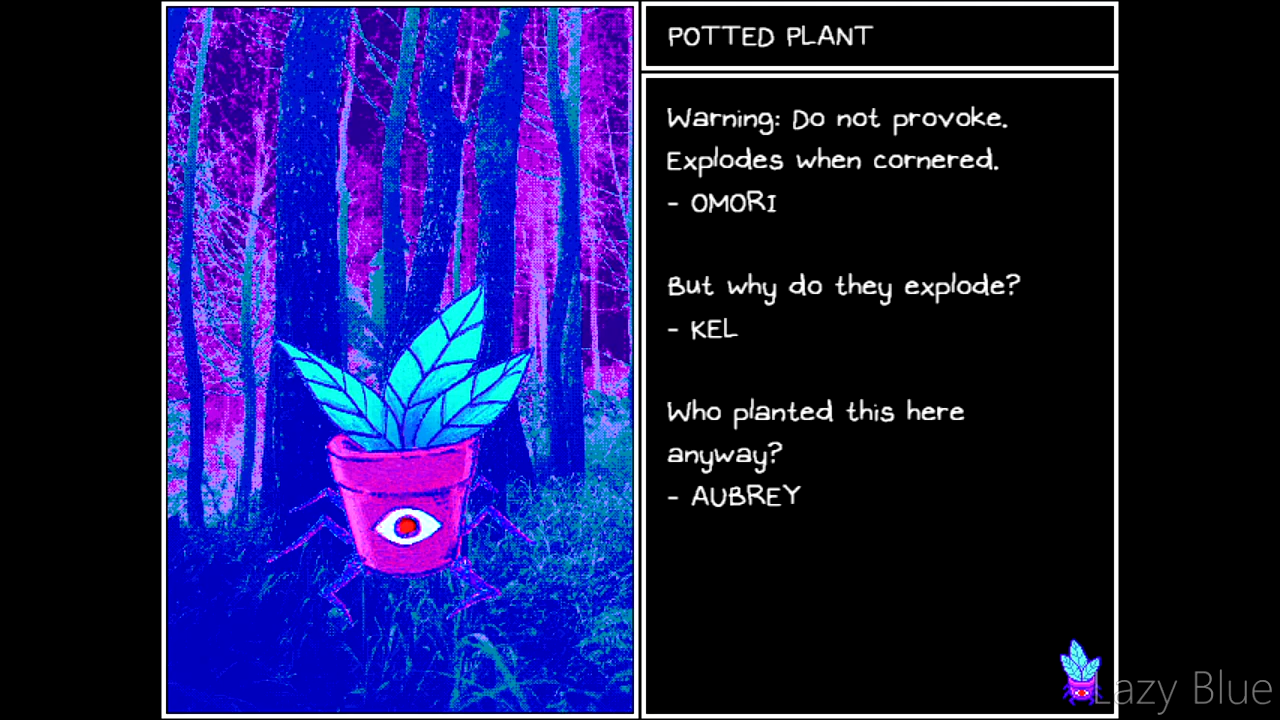 POTTED PLANT
Warning: Do not provoke.
Explodes when cornered.
- OMORI
But why do they explode?
- KEL
Who planted this here
anyway?
- AUBREY
Lazy Blue